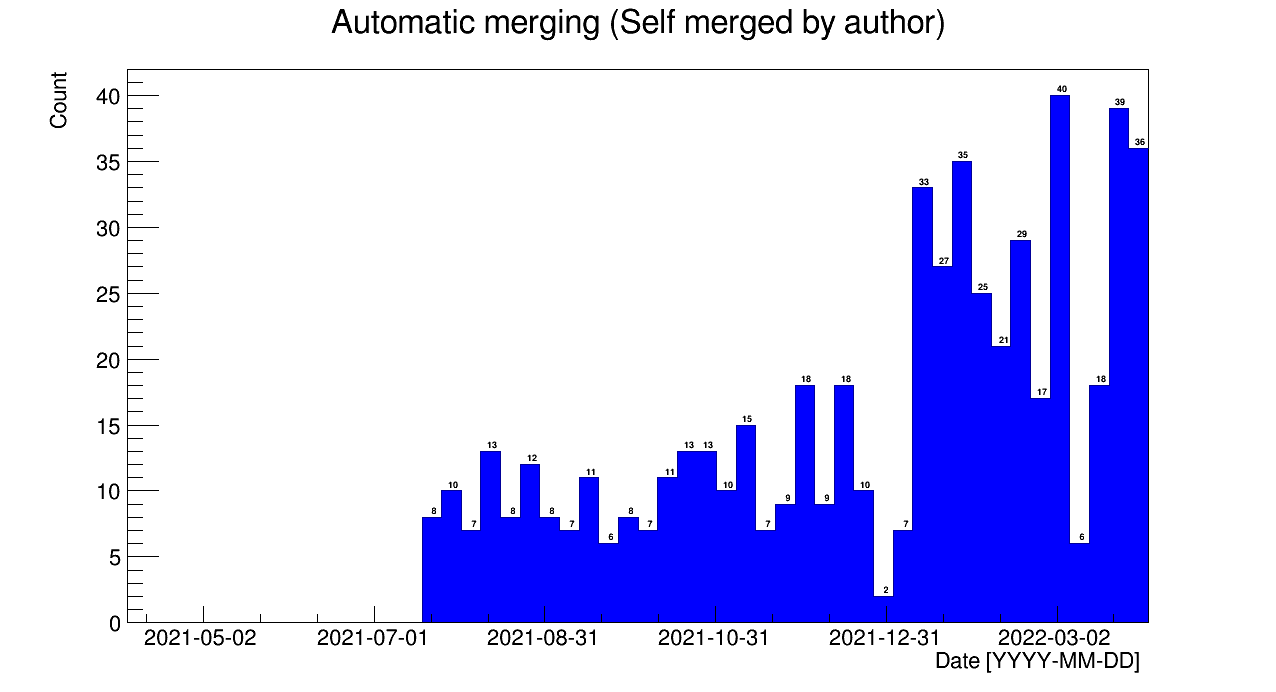 Automatic merging (Self merged by author)
Count
40
35
30
25
20
15
10
5
0
8 10 7 13 8 12 8 7 11 6 8 7 11 13 13 10 15 7 9 18 9 18 10 2 7 33 27 35 25 21 29 17 40 6 18 39 36
2021-05-02 2021-07-01 2021-08-31 2021-10-31 2021-12-31 2022-03-02
Date [YYYY-MM-DD]